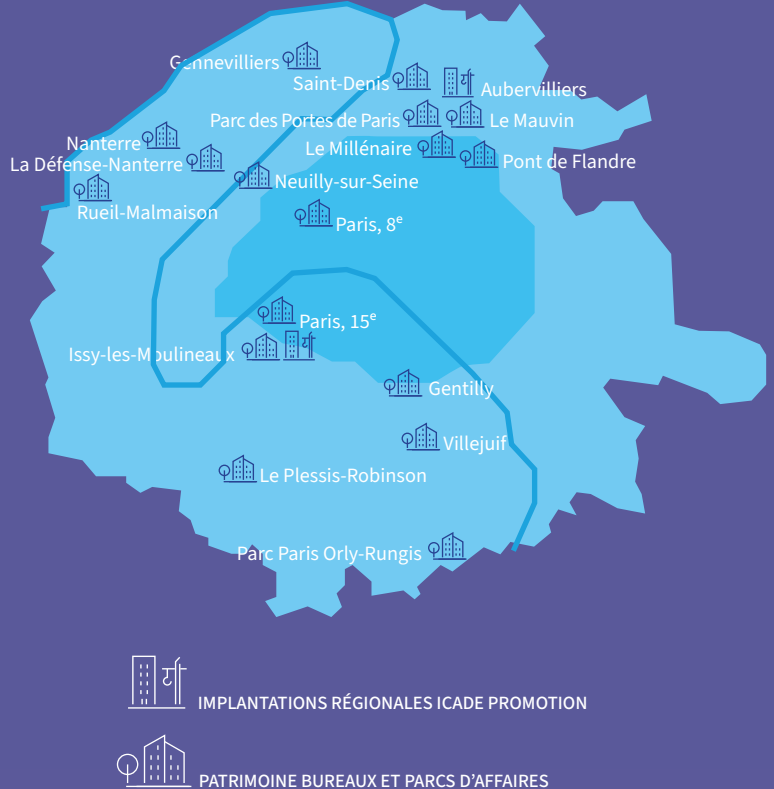 Gennevilliers
Saint-Denis
Aubervilliers
Parc des Portes de Paris
Le Mauvin
Nanterre
Le Millénaire
La Défense-Nanterre
Pont de Flandre
Neuilly-sur-Seine
Rueil-Malmaison
Paris, 8e
Paris, 15e
Issy-les-Moulineaux
Gentilly
Villejuif
Le Plessis-Robinson
Parc Paris Orly-Rungis
IMPLANTATIONS RÉGIONALES ICADE PROMOTION
PATRIMOINE BUREAUX ET PARCS D’AFFAIRES